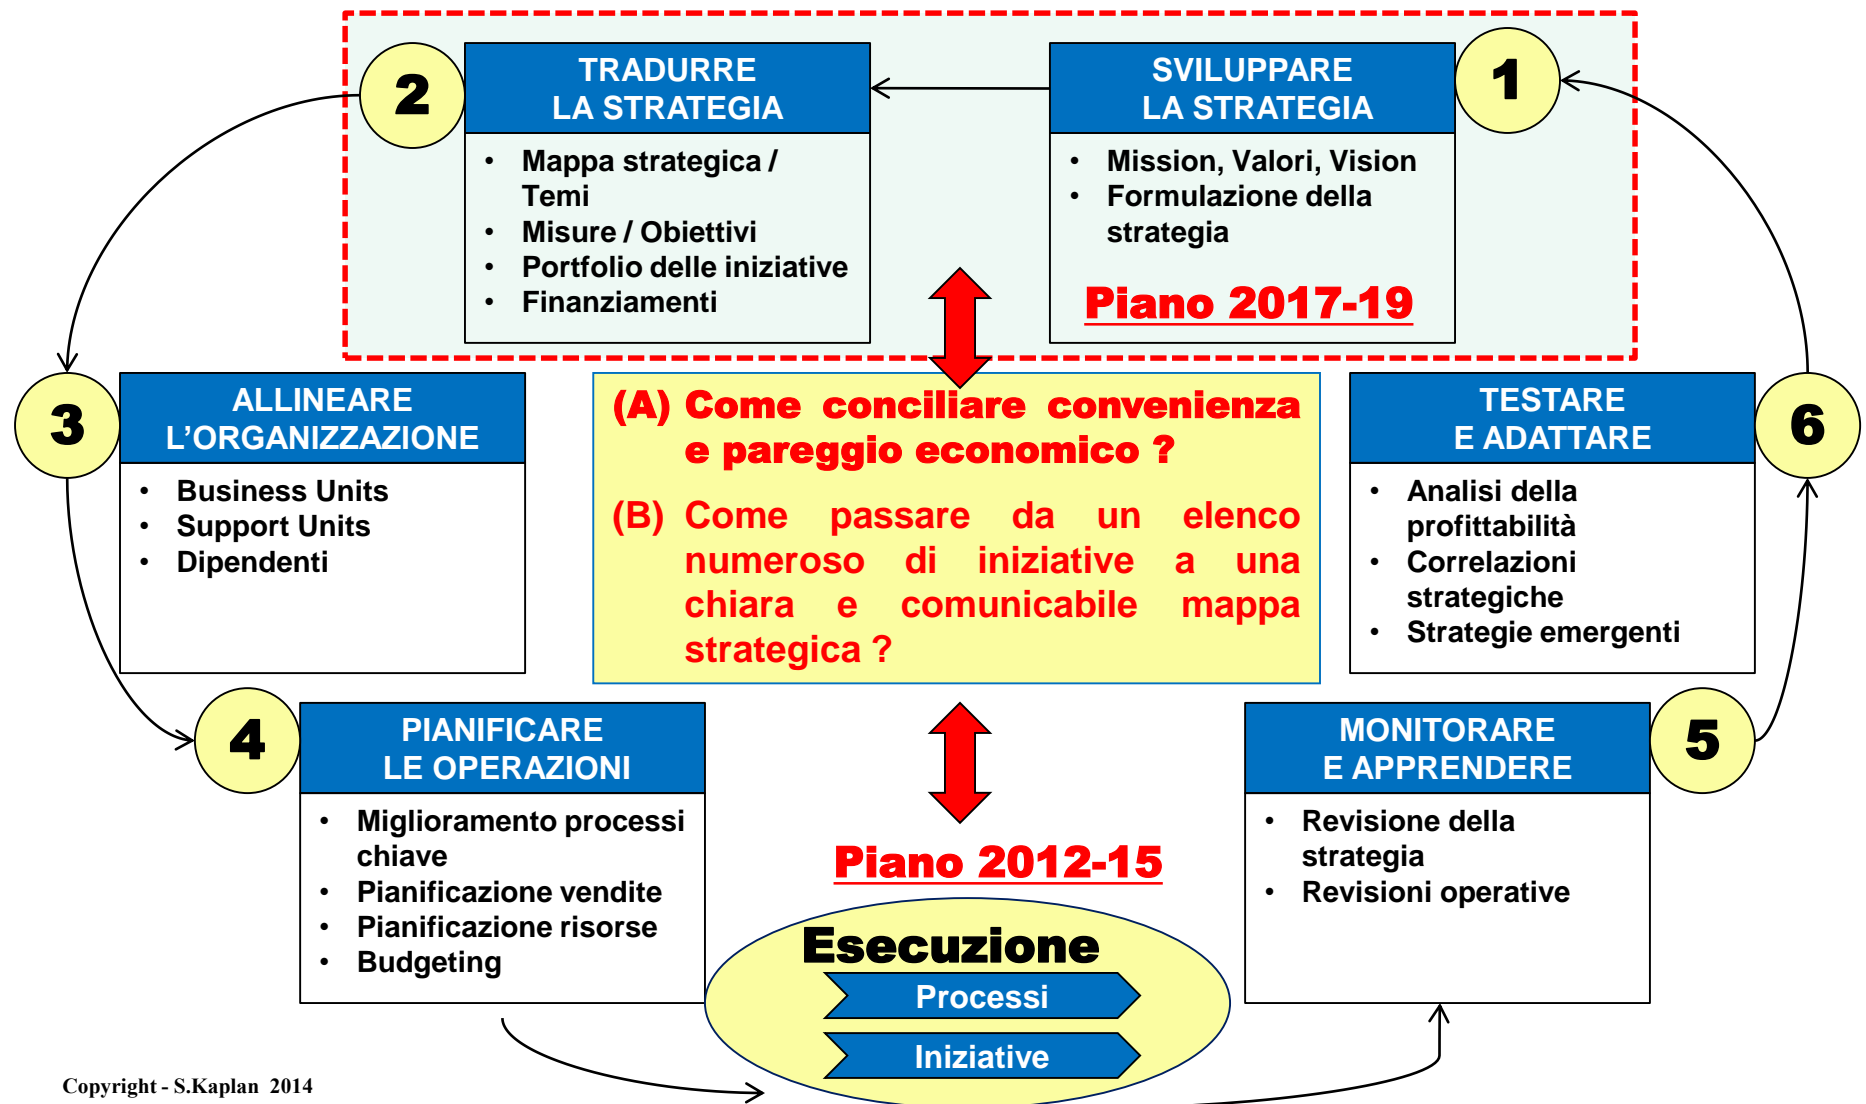 1
SVILUPPARE
LA STRATEGIA
• Mission, Valori, Vision
• Formulazione della
strategia
Piano 2017-19
2
TRADURRE
LA STRATEGIA
• Mappa strategica /
Temi
• Misure / Obiettivi
• Portfolio delle iniziative
• Finanziamenti
3
ALLINEARE
L’ORGANIZZAZIONE
• Business Units
• Support Units
• Dipendenti
(A) Come conciliare convenienza
e pareggio economico ?
(B) Come passare da un elenco
numeroso di iniziative a una
chiara e comunicabile mappa
strategica ?
6
TESTARE
E ADATTARE
• Analisi della
profittabilità
• Correlazioni
strategiche
• Strategie emergenti
4
PIANIFICARE
LE OPERAZIONI
• Miglioramento processi
chiave
• Pianificazione vendite
• Pianificazione risorse
• Budgeting
Piano 2012-15
Esecuzione
Processi
Iniziative
5
MONITORARE
E APPRENDERE
• Revisione della
strategia
• Revisioni operative
Copyright - S.Kaplan 2014